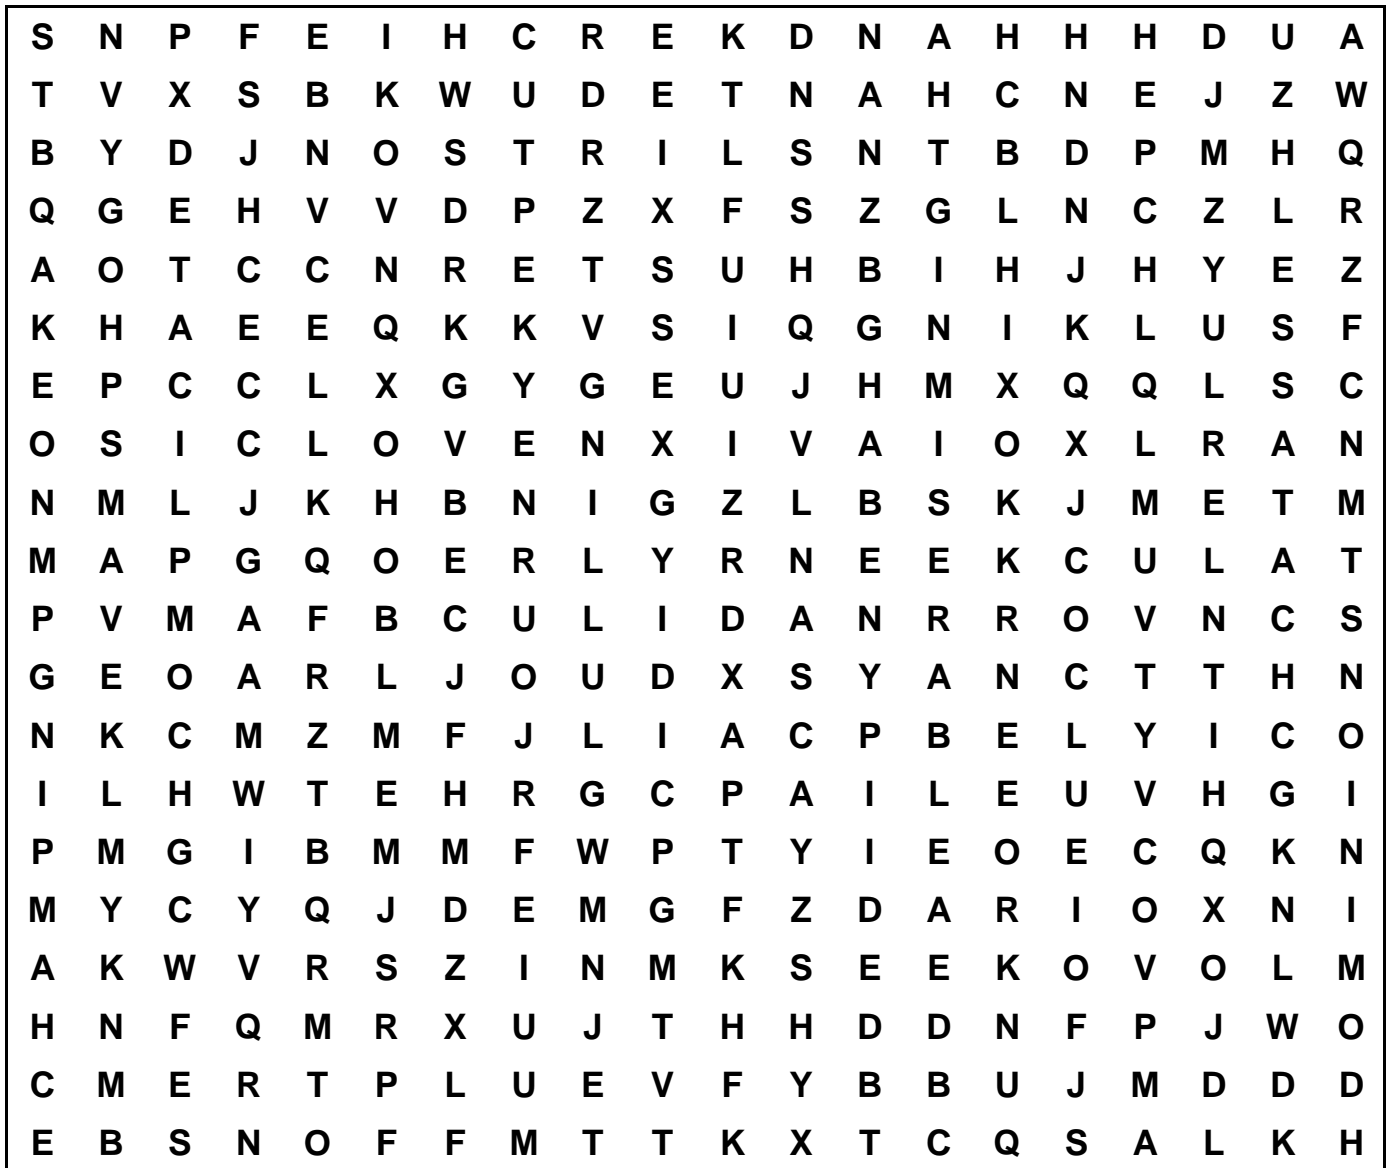 S N P F E I H C R E K D N A H H H D U A
T V X S B K W U D E T N A H C N E J Z W
B Y D J N O S T R I L S N T B D P M H Q
Q G E H V V D P Z X F S Z G L N C Z L R
A O T C C N R E T S U H B I H J H Y E Z
K H A E E Q K K V S I Q G N I K L U S F
E P C C L X G Y G E U J H M X Q Q L S C
O S I C L O V E N X I V A I O X L R A N
N M L J K H B N I G Z L B S K J M E T M
M A P G Q O E R L Y R N E E K C U L A T
P V M A F B C U L I D A N R R O V N C S
G E O A R L J O U D X S Y A N C T T H N
N K C M Z M F J L I A C P B E L Y I C O
I L H W T E H R G C P A I L E U V H G I
P M G I B M M F W P T Y I E O E C Q K N
M Y C Y Q J D E M G F Z D A R I O X N I
A K W V R S Z I N M K S E E K O V O L M
H N F Q M R X U J T H H D D N F P J W O
C M E R T P L U E V F Y B B U J M D D D
E B S N O F F M T T K X T C Q S A L K H